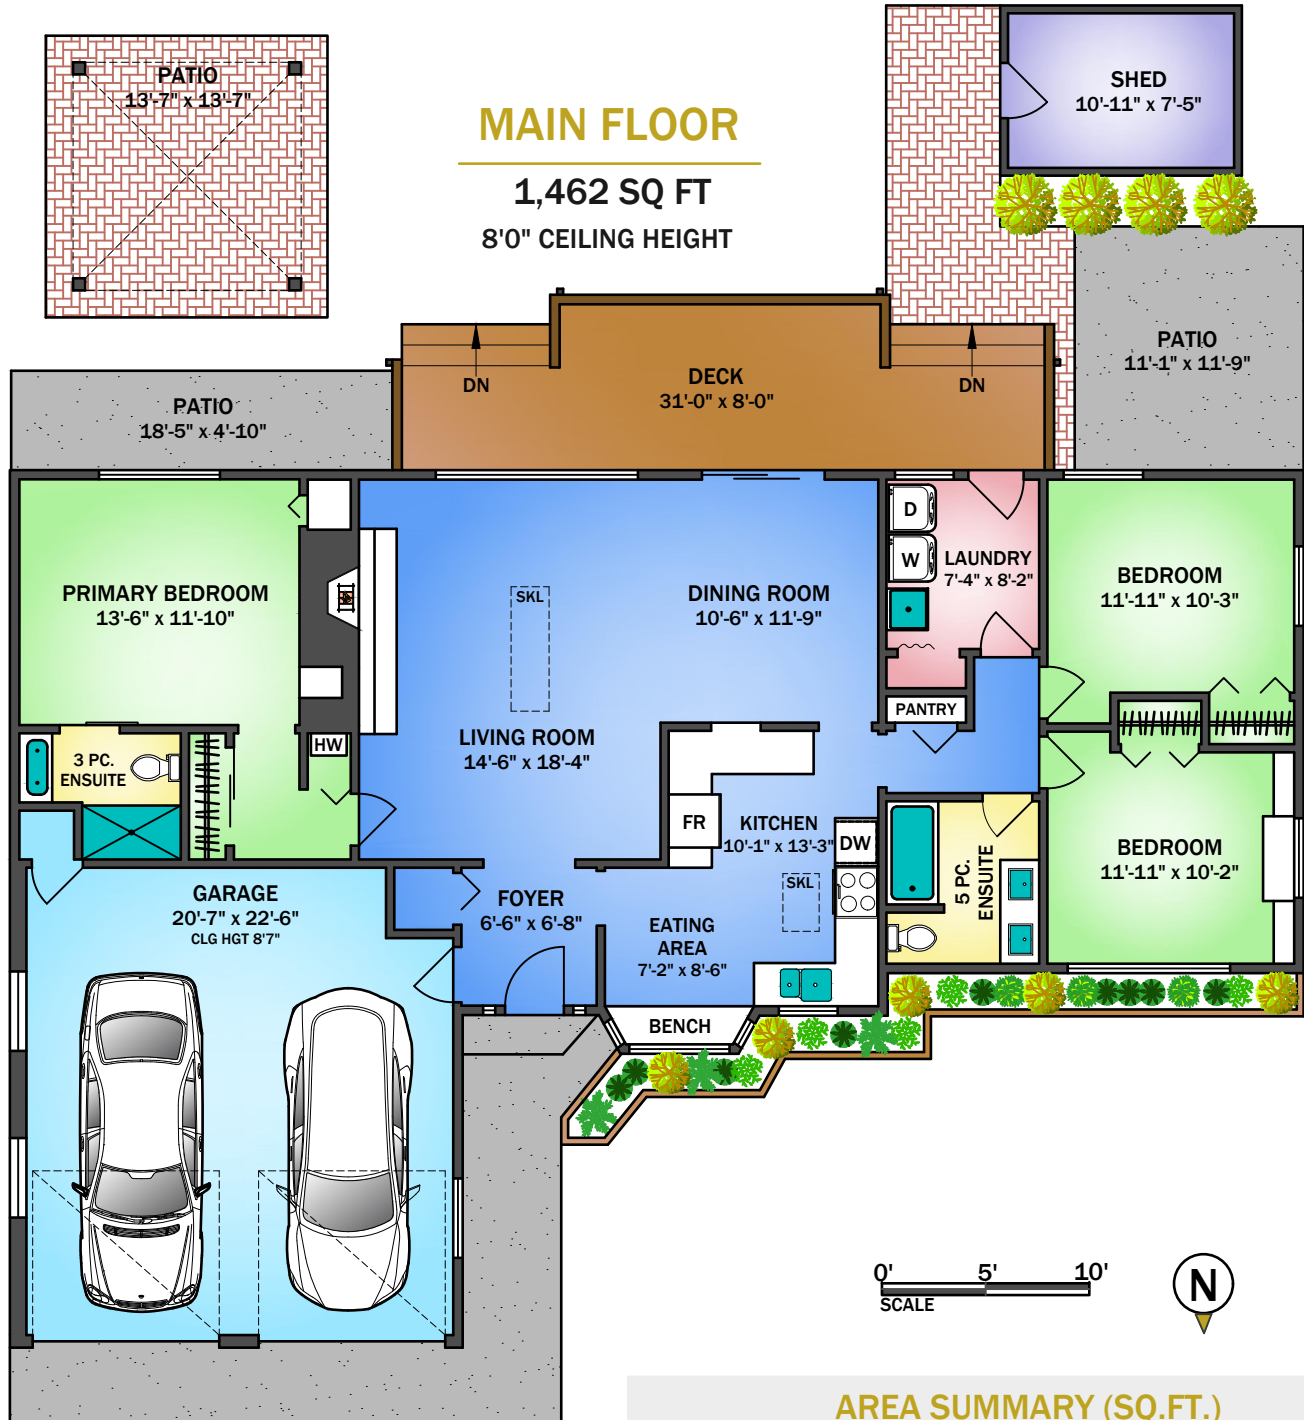 PATIO
13'-7" x 13'-7"
MAIN FLOOR
1,462 SQ FT
8'0" CEILING HEIGHT
SHED
10'-11" x 7'-5"
PATIO
11'-1" x 11'-9"
DN
DECK
31'-0" x 8'-0"
DN
PATIO
18'-5" x 4'-10"
PRIMARY BEDROOM
13'-6" x 11'-10"
SKL
DINING ROOM
10'-6" x 11'-9"
D
W
LAUNDRY
7'-4" x 8'-2"
BEDROOM
11'-11" x 10'-3"
PANTRY
HW
LIVING ROOM
14'-6" x 18'-4"
3 PC.
ENSUITE
FR
KITCHEN
10'-1" x 13'-3"
DW
SKL
5 PC.
ENSUITE
BEDROOM
11'-11" x 10'-2"
GARAGE
20'-7" x 22'-6"
CLG HGT 8'7"
FOYER
6'-6" x 6'-8"
EATING
AREA
7'-2" x 8'-6"
BENCH
0' 5' 10'
SCALE
N
AREA SUMMARY (SQ.FT.)